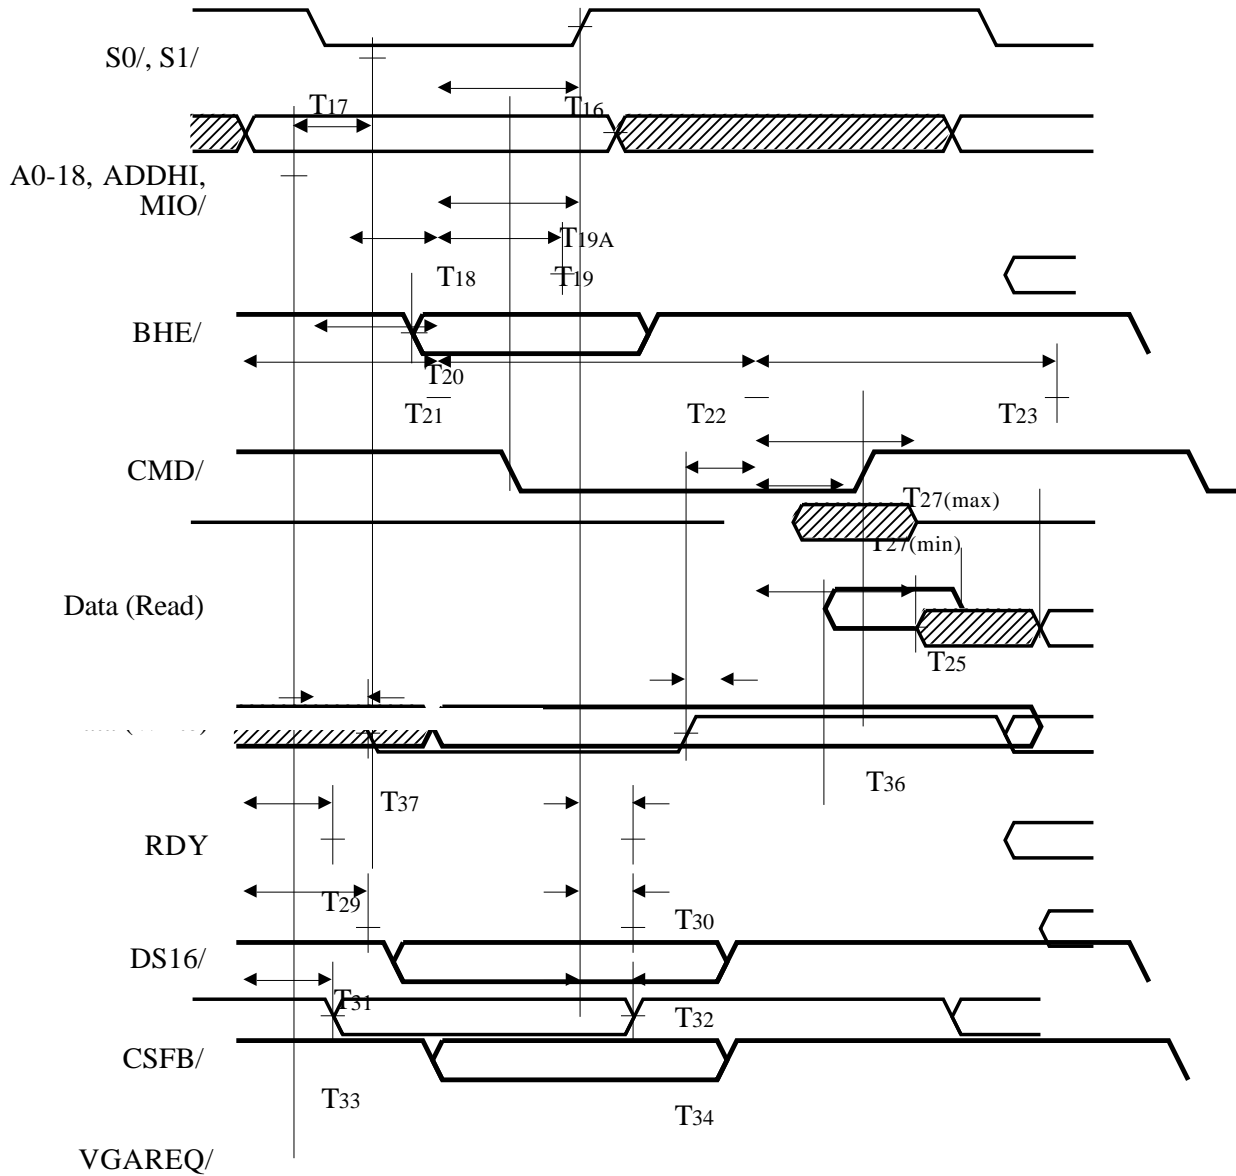 S0/, S1/
T17
T16
A0-18, ADDHI,
MIO/
T19A
T18
T19
BHE/
T20
T21
T22
T23
CMD/
T27(max)
T27(min)
Data (Read)
T25
T36
T37
RDY
T29
T30
DS16/
T31
T32
CSFB/
T33
T34
VGAREQ/